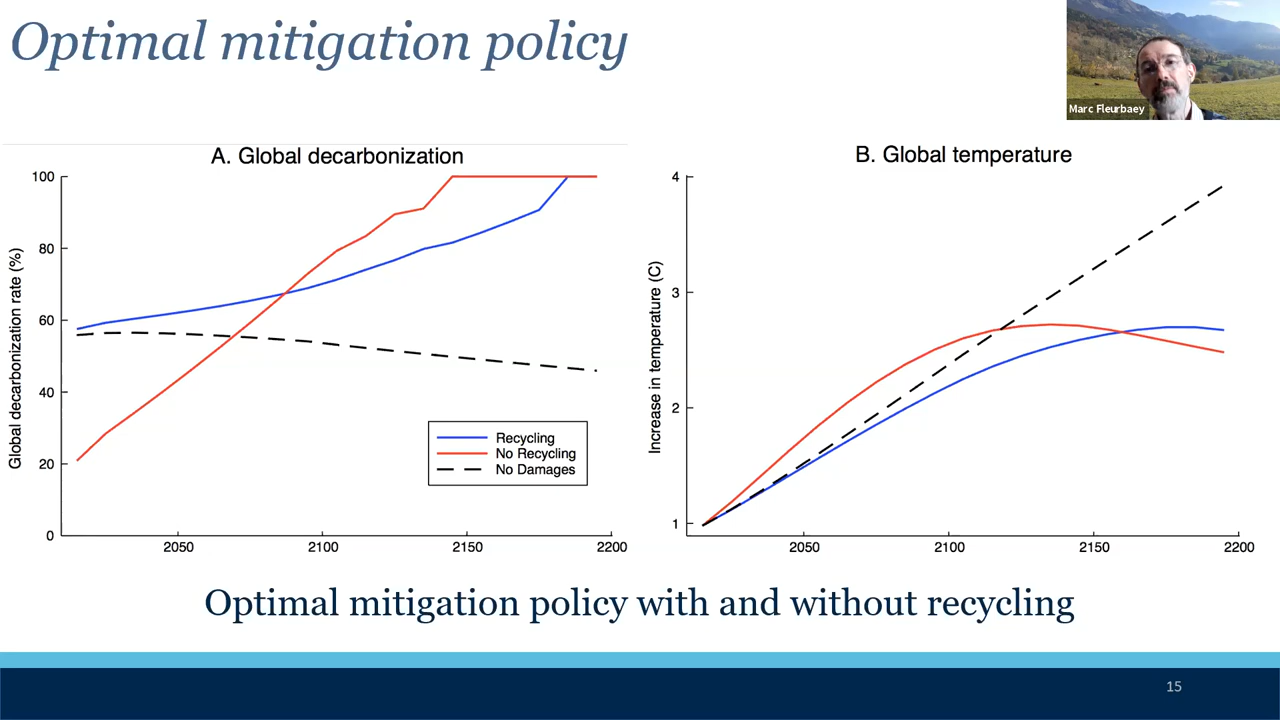 Optimal mitigation policy
Marc Fleurbaey
A. Global decarbonization
Global decarbonization rate (%)
100
80
60
40
20
0
2050
2100
2150
2200
Recycling
No Recycling
No Damages
B. Global temperature
Increase in temperature (C)
4
3
2
1
2050
2100
2150
2200
Optimal mitigation policy with and without recycling
15